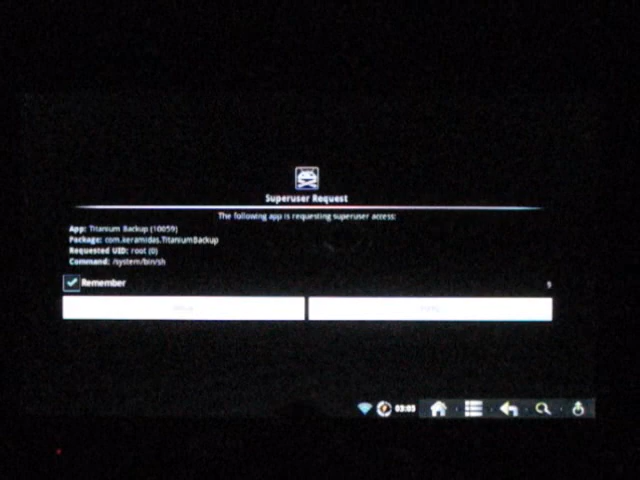 Superuser Request
The following app is requesting superuser access:
App: Titanium Backup (10059)
Package: com.keramidas.TitaniumBackup
Requested UID: root (0)
Command: /system/bin/sh
Remember
03:03